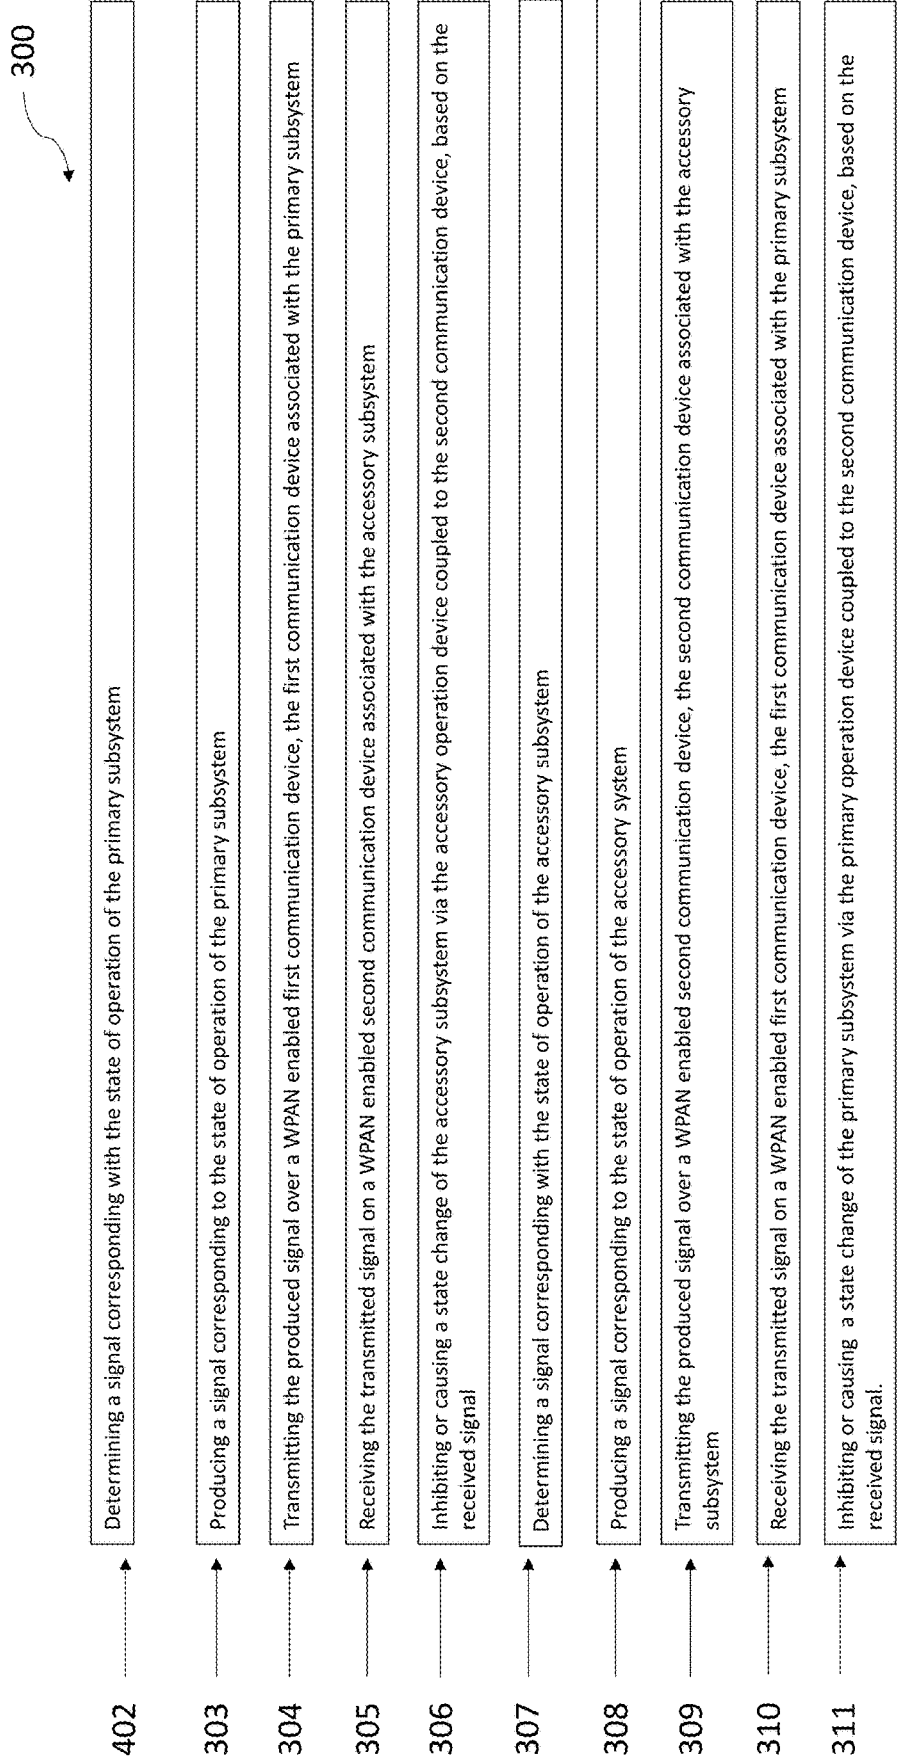 300
402
Determining a signal corresponding with the state of operation of the primary subsystem
303
Producing a signal corresponding to the state of operation of the primary subsystem
304
Transmitting the produced signal over a WPAN enabled first communication device, the first communication device associated with the primary subsystem
305
Receiving the transmitted signal on a WPAN enabled second communication device associated with the accessory subsystem
306
Inhibiting or causing a state change of the accessory subsystem via the accessory operation device coupled to the second communication device, based on the
received signal
307
Determining a signal corresponding with the state of operation of the accessory subsystem
308
Producing a signal corresponding to the state of operation of the accessory system
309
Transmitting the produced signal over a WPAN enabled second communication device, the second communication device associated with the accessory
subsystem
310
Receiving the transmitted signal on a WPAN enabled first communication device, the first communication device associated with the primary subsystem
311
Inhibiting or causing a state change of the primary subsystem via the primary operation device coupled to the second communication device, based on the
received signal.